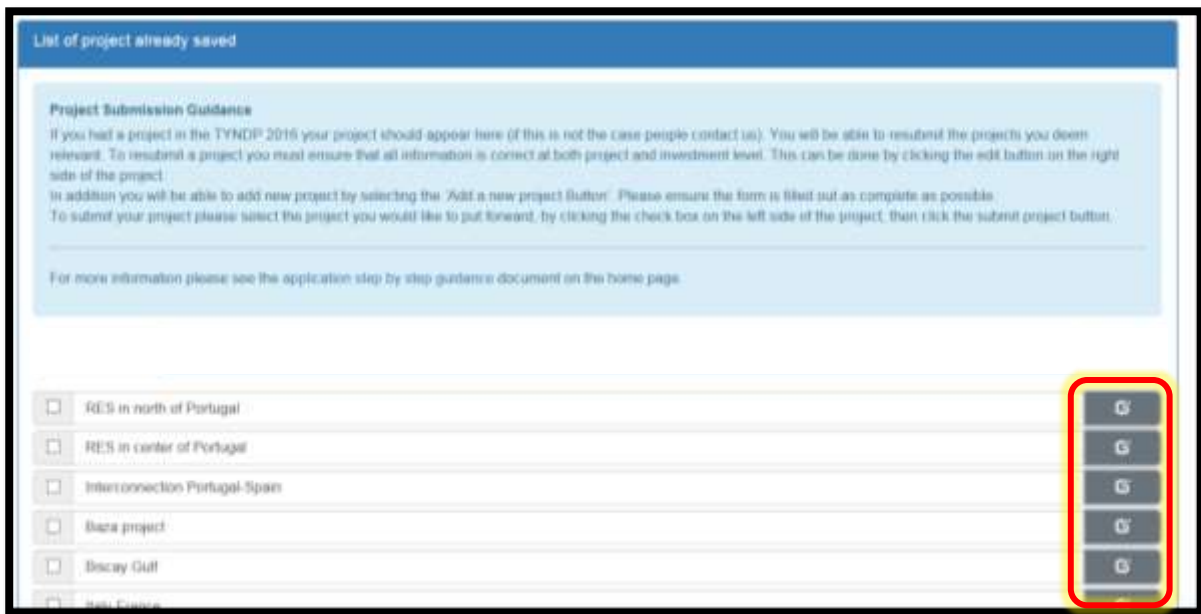 List of project already saved
Project Submission Guidance
If you had a project in the TYNDP 2016 your project should appear here (if this is not the case people contact us). You will be able to resubmit the projects you deem
relevant. To resubmit a project you must ensure that all information is correct at both project and investment level. This can be done by clicking the edit button on the right
side of the project.
In addition you will be able to add new project by selecting the 'Add a new project Button'. Please ensure the form is filled out as complete as possible.
To submit your project please select the project you would like to put forward, by clicking the check box on the left side of the project, then click the submit project button.
For more information please see the application step by step guidance document on the home page.
RES in north of Portugal
RES in center of Portugal
Interconnection Portugal-Spain
Baza project
Biscay Gulf
Italy-France